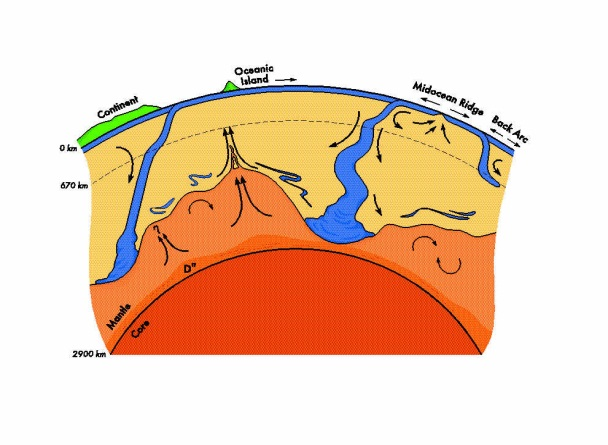 Oceanic
Island
Midocean Ridge
Continent
Back Arc
0 km
670 km
?
D"
Mantle
Core
2900 km